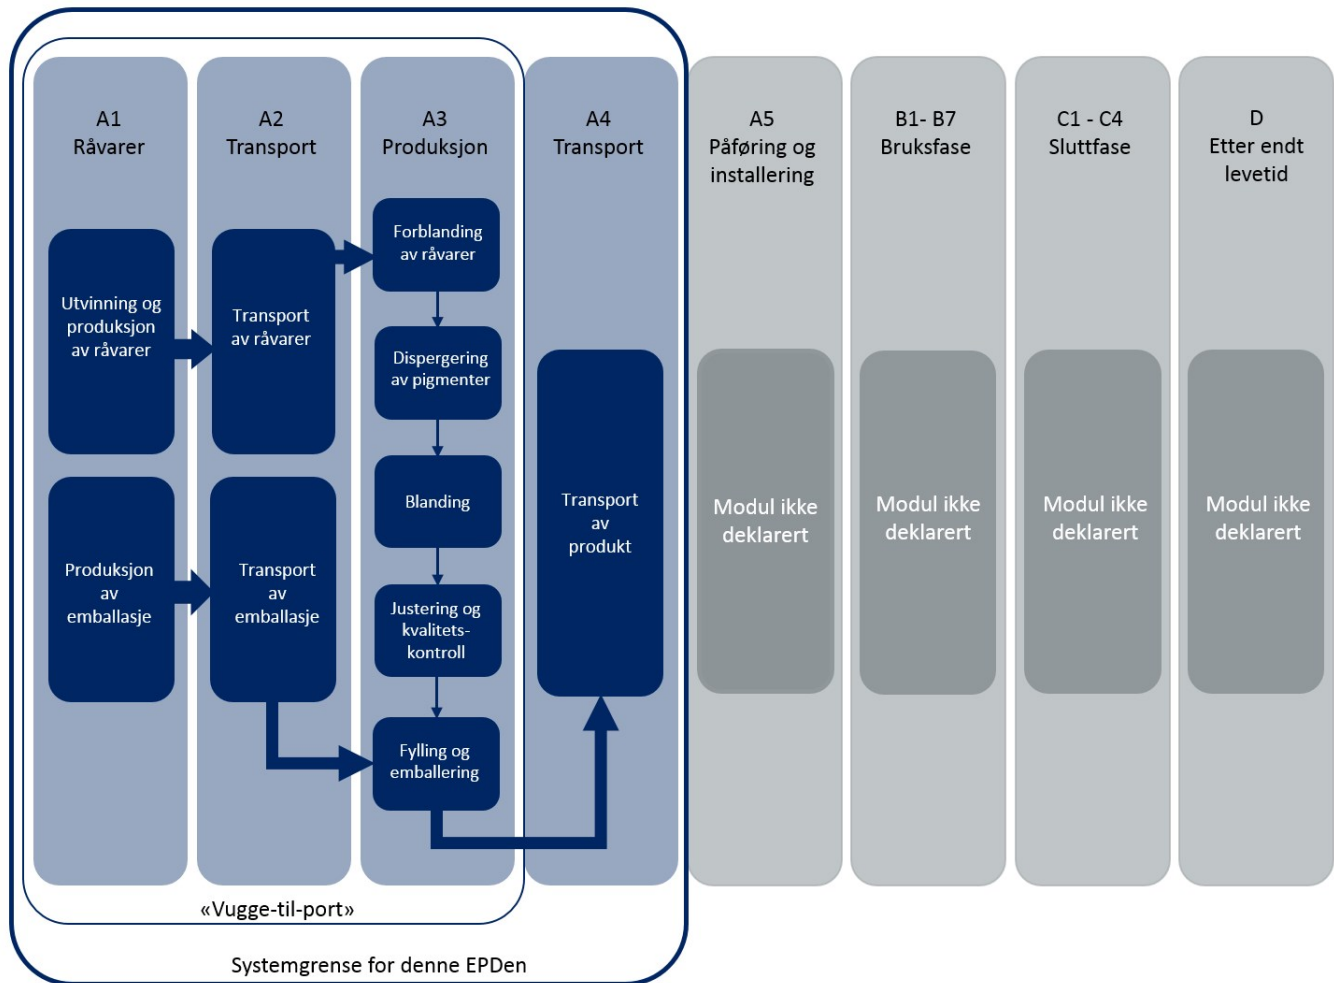 A1
Råvarer
A2
Transport
A3
Produksjon
A4
Transport
A5
Påføring og
installering
B1- B7
Bruksfase
C1 - C4
Sluttfase
D
Etter endt
levetid
Utvinning og
produksjon
av råvarer
Produksjon
av
emballasje
Transport
av råvarer
Transport
av
emballasje
Forblanding
av råvarer
Dispergering
av pigmenter
Blanding
Justering og
kvalitets-
kontroll
Fylling og
emballering
Transport
av
produkt
Modul ikke
deklarert
Modul ikke
deklarert
Modul ikke
deklarert
Modul ikke
deklarert
«Vugge-til-port»
Systemgrense for denne EPDen